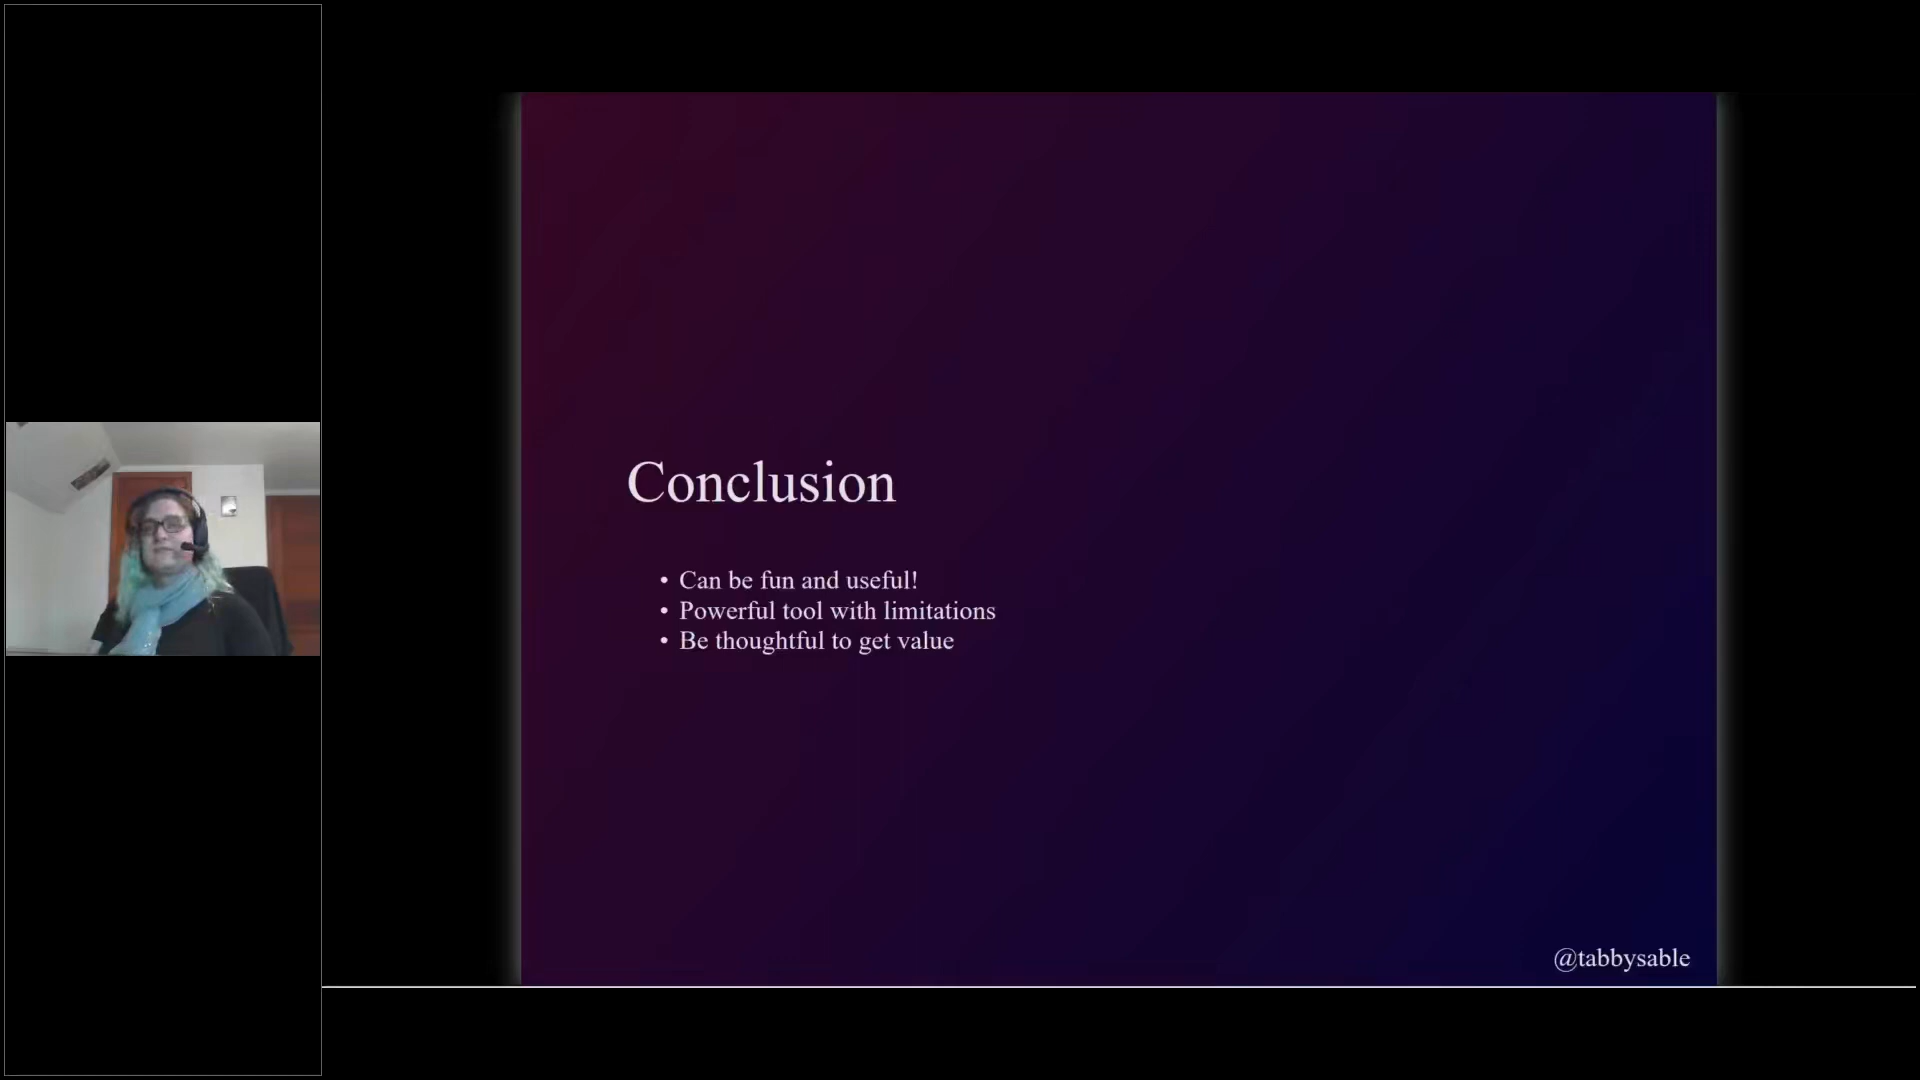 Conclusion
• Can be fun and useful!
• Powerful tool with limitations
• Be thoughtful to get value
@tabbysable